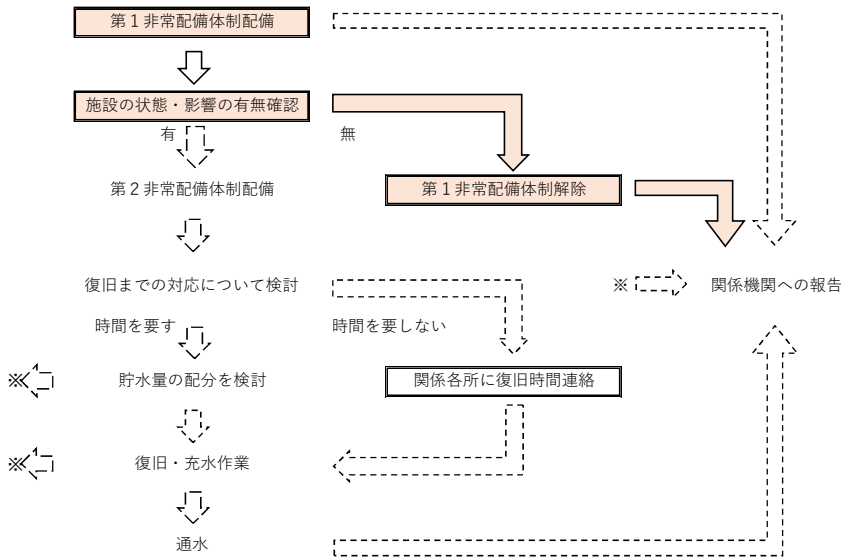 第１非常配備体制配備
施設の状態・影響の有無確認
有
無
第２非常配備体制配備
第１非常配備体制解除
復旧までの対応について検討
※
関係機関への報告
時間を要す
時間を要しない
※
貯水量の配分を検討
関係各所に復旧時間連絡
※
復旧・充水作業
通水